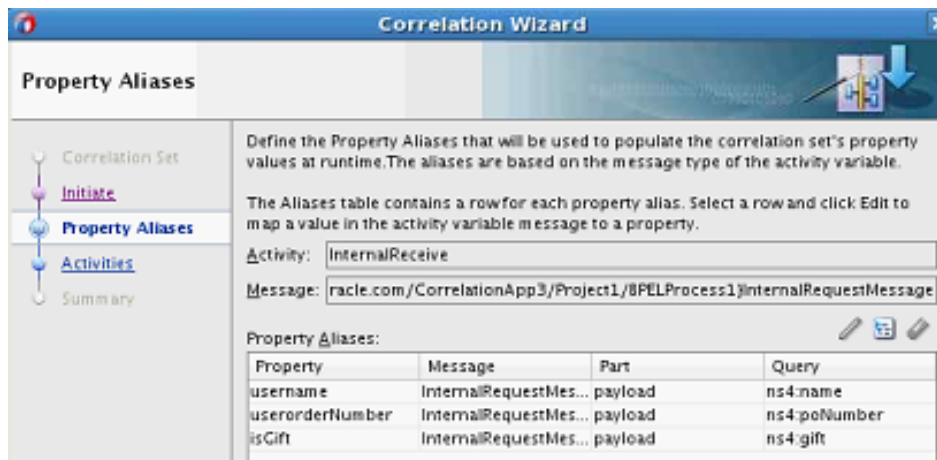 Correlation Wizard
Property Aliases
Correlation Set
Initiate
Property Aliases
Activities
Summary
Define the Property Aliases that will be used to populate the correlation set's property
values at runtime.The aliases are based on the message type of the activity variable.
The Aliases table contains a row for each property alias. Select a row and click Edit to
map a value in the activity variable message to a property.
Activity: InternalReceive
Message: racle.com/CorrelationApp3/Project1/BPELProcess1}InternalRequestMessage
Property Aliases:
Property Message Part Query
username InternalRequestMes... payload ns4:name
userorderNumber InternalRequestMes... payload ns4:poNumber
isGift InternalRequestMes... payload ns4:gift